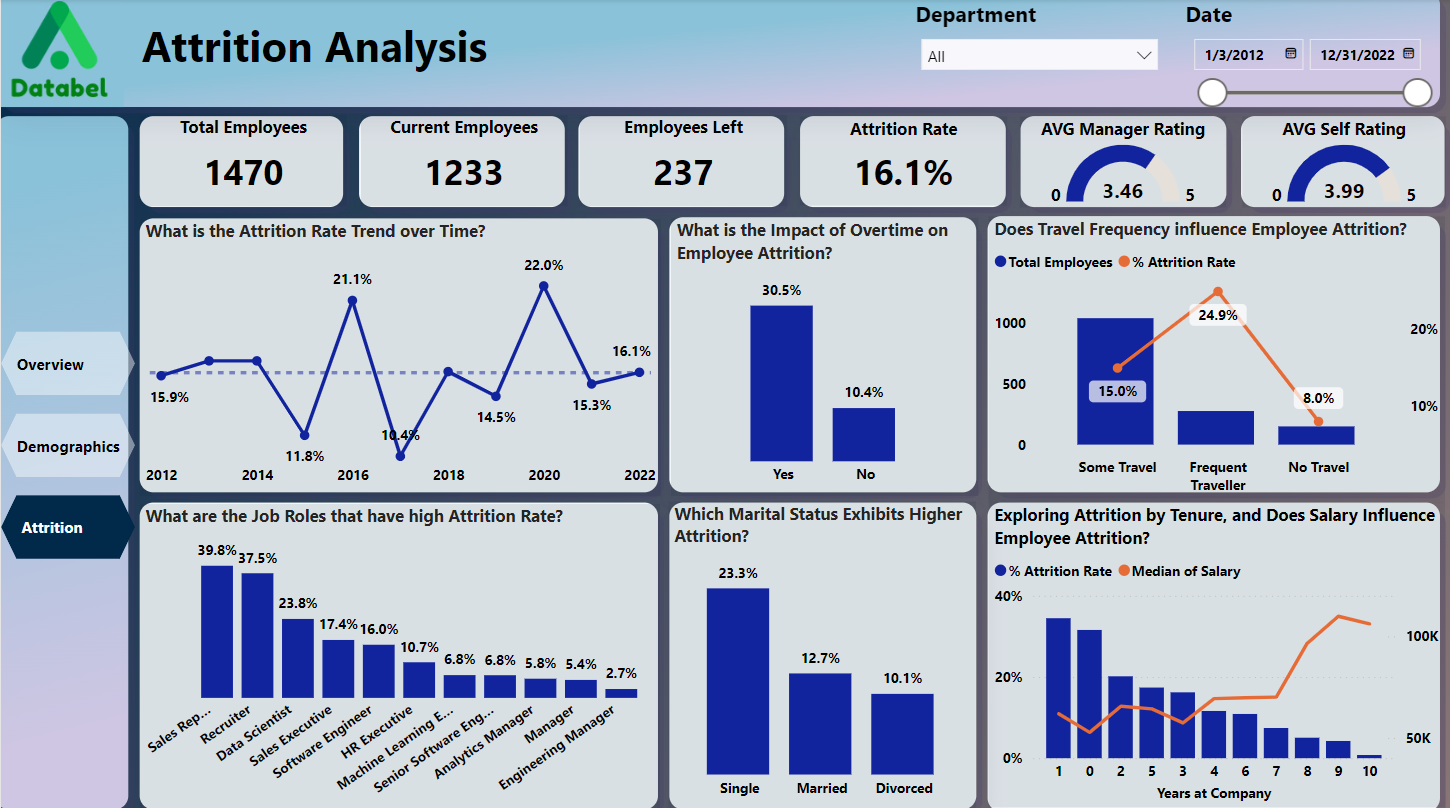 Databel
Attrition Analysis
Department
All
Date
1/3/2012
12/31/2022
Overview
Demographics
Attrition
Total Employees
1470
Current Employees
1233
Employees Left
237
Attrition Rate
16.1%
AVG Manager Rating
0
3.46
5
AVG Self Rating
0
3.99
5
What is the Attrition Rate Trend over Time?
15.9%
11.8%
21.1%
10.4%
14.5%
22.0%
15.3%
16.1%
2012 2014 2016 2018 2020 2022
What is the Impact of Overtime on
Employee Attrition?
30.5%
10.4%
Yes No
Does Travel Frequency influence Employee Attrition?
Total Employees % Attrition Rate
1000
500
0
15.0%
24.9%
8.0%
20%
10%
Some Travel
Frequent
Traveller
No Travel
What are the Job Roles that have high Attrition Rate?
39.8%
37.5%
23.8%
17.4%
16.0%
10.7%
6.8%
6.8%
5.8%
5.4%
2.7%
Sales Rep...
Recruiter
Data Scientist
Sales Executive
Software Engineer
HR Executive
Machine Learning E...
Senior Software Eng...
Analytics Manager
Manager
Engineering Manager
Which Marital Status Exhibits Higher
Attrition?
23.3%
12.7%
10.1%
Single Married Divorced
Exploring Attrition by Tenure, and Does Salary Influence
Employee Attrition?
% Attrition Rate Median of Salary
40%
20%
0%
100K
50K
1 0 2 5 3 4 6 7 8 9 10
Years at Company